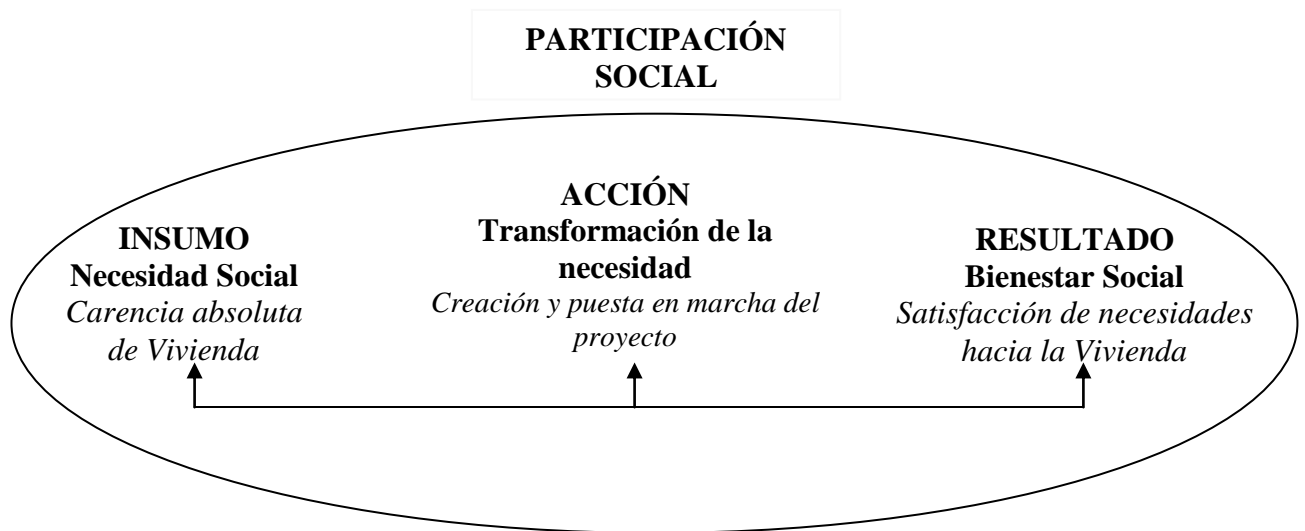 PARTICIPACIÓN
SOCIAL
INSUMO
Necesidad Social
Carencia absoluta
de Vivienda
ACCIÓN
Transformación de la
necesidad
Creación y puesta en marcha del
proyecto
RESULTADO
Bienestar Social
Satisfacción de necesidades
hacia la Vivienda